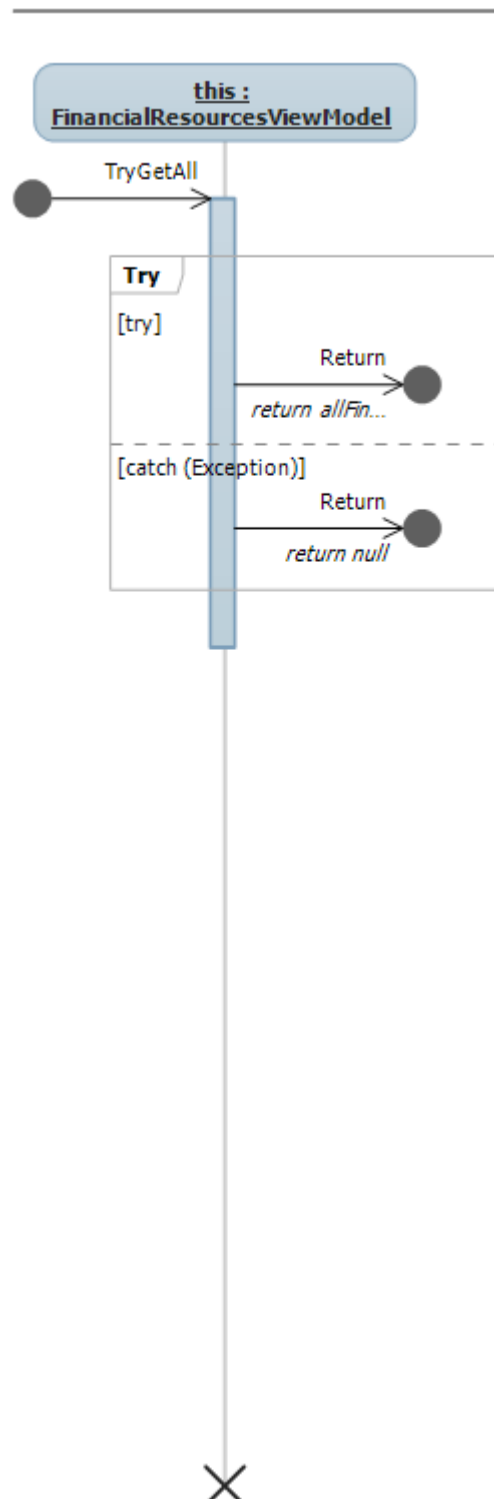 this :
FinancialResourcesViewModel
TryGetAll
Try
[try]
Return
return allFin...
[catch (Exception)]
Return
return null